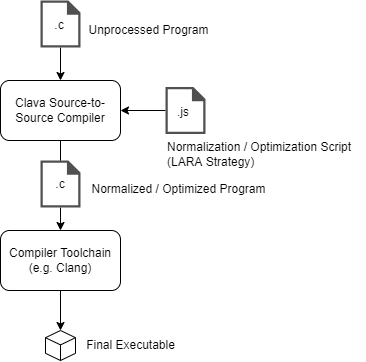 .c
Unprocessed Program
Clava Source-to-
Source Compiler
.js
Normalization / Optimization Script
(LARA Strategy)
.c
Normalized / Optimized Program
Compiler Toolchain
(e.g. Clang)
Final Executable